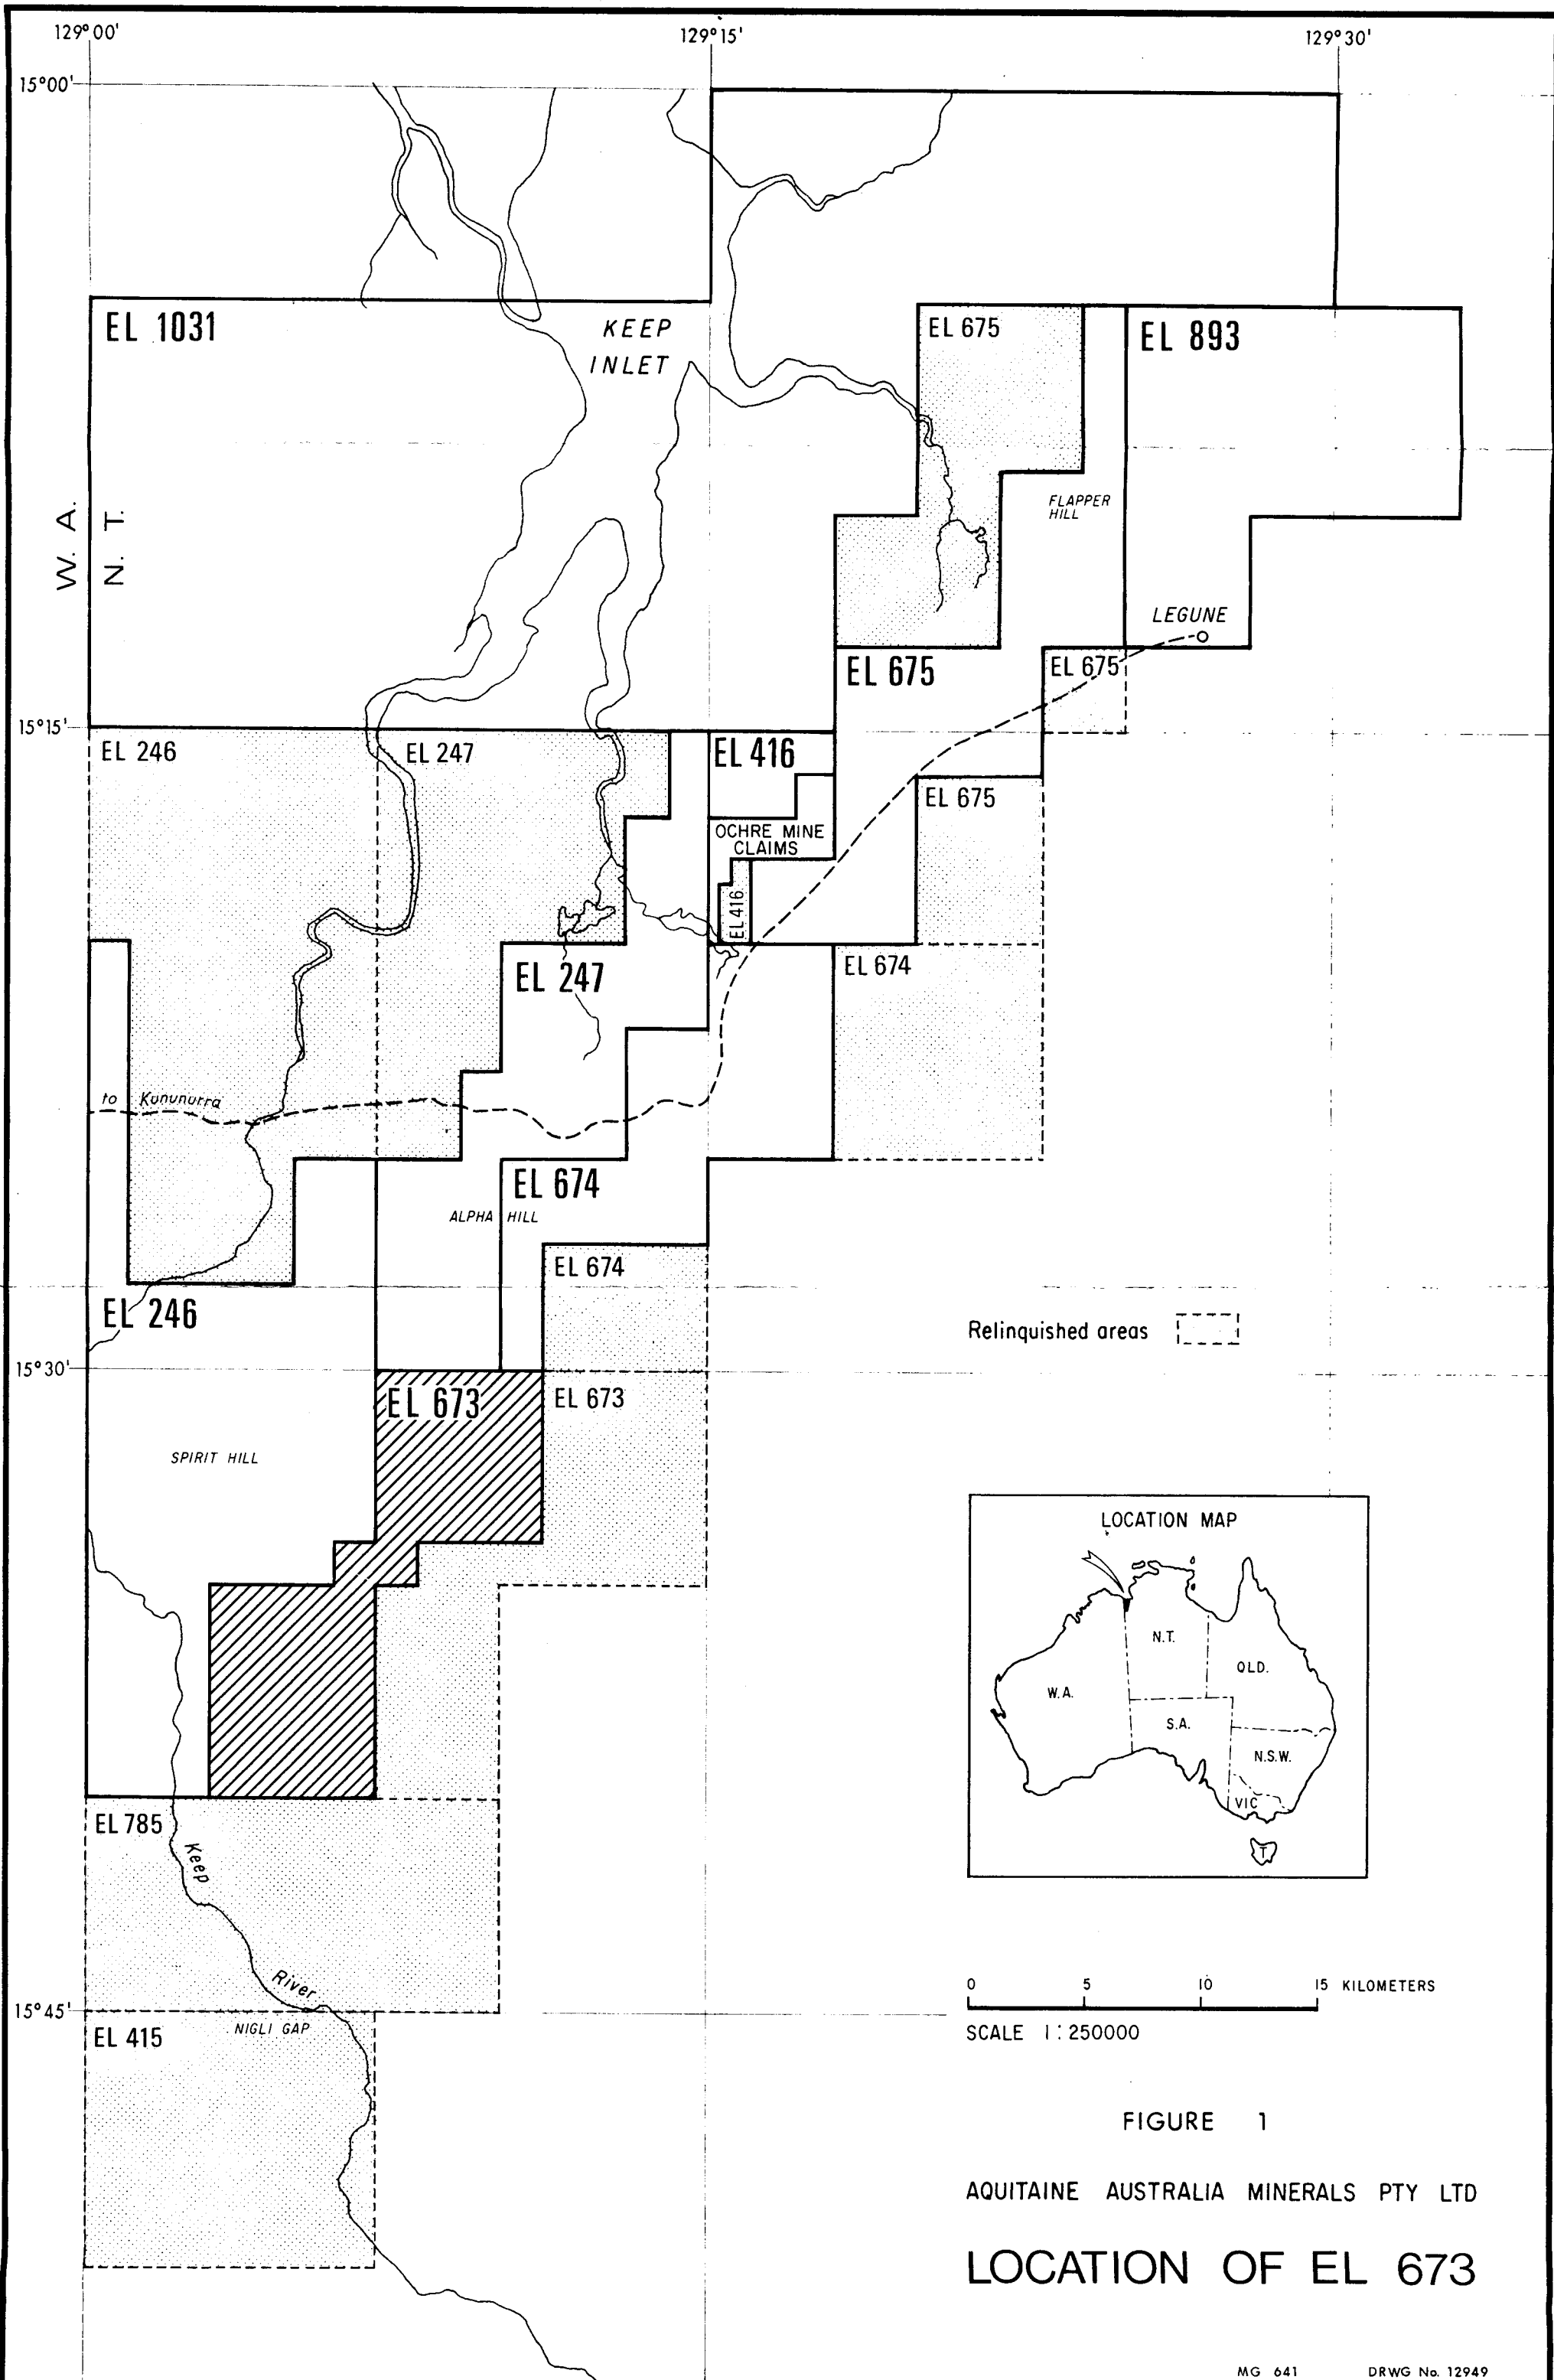 129°00'
129°15'
129°30'
15°00'
EL 1031
KEEP
INLET
EL 675
EL 893
W. A.
N. T.
FLAPPER
HILL
LEGUNE
EL 675
EL 675
15°15'
EL 246
EL 247
EL 416
EL 675
OCHRE MINE
CLAIMS
EL 416
EL 247
EL 674
to Kununurra
EL 674
ALPHA HILL
EL 674
EL 246
Relinquished areas
15°30'
EL 673
EL 673
SPIRIT HILL
LOCATION MAP
N.T.
QLD.
W.A.
S.A.
N.S.W.
VIC
T
EL 785
Keep
River
15°45'
NIGLI GAP
EL 415
0 5 10 15 KILOMETERS
SCALE 1:250000
FIGURE 1
AQUITAINE AUSTRALIA MINERALS PTY LTD
LOCATION OF EL 673
MG 641 DRWG No. 12949